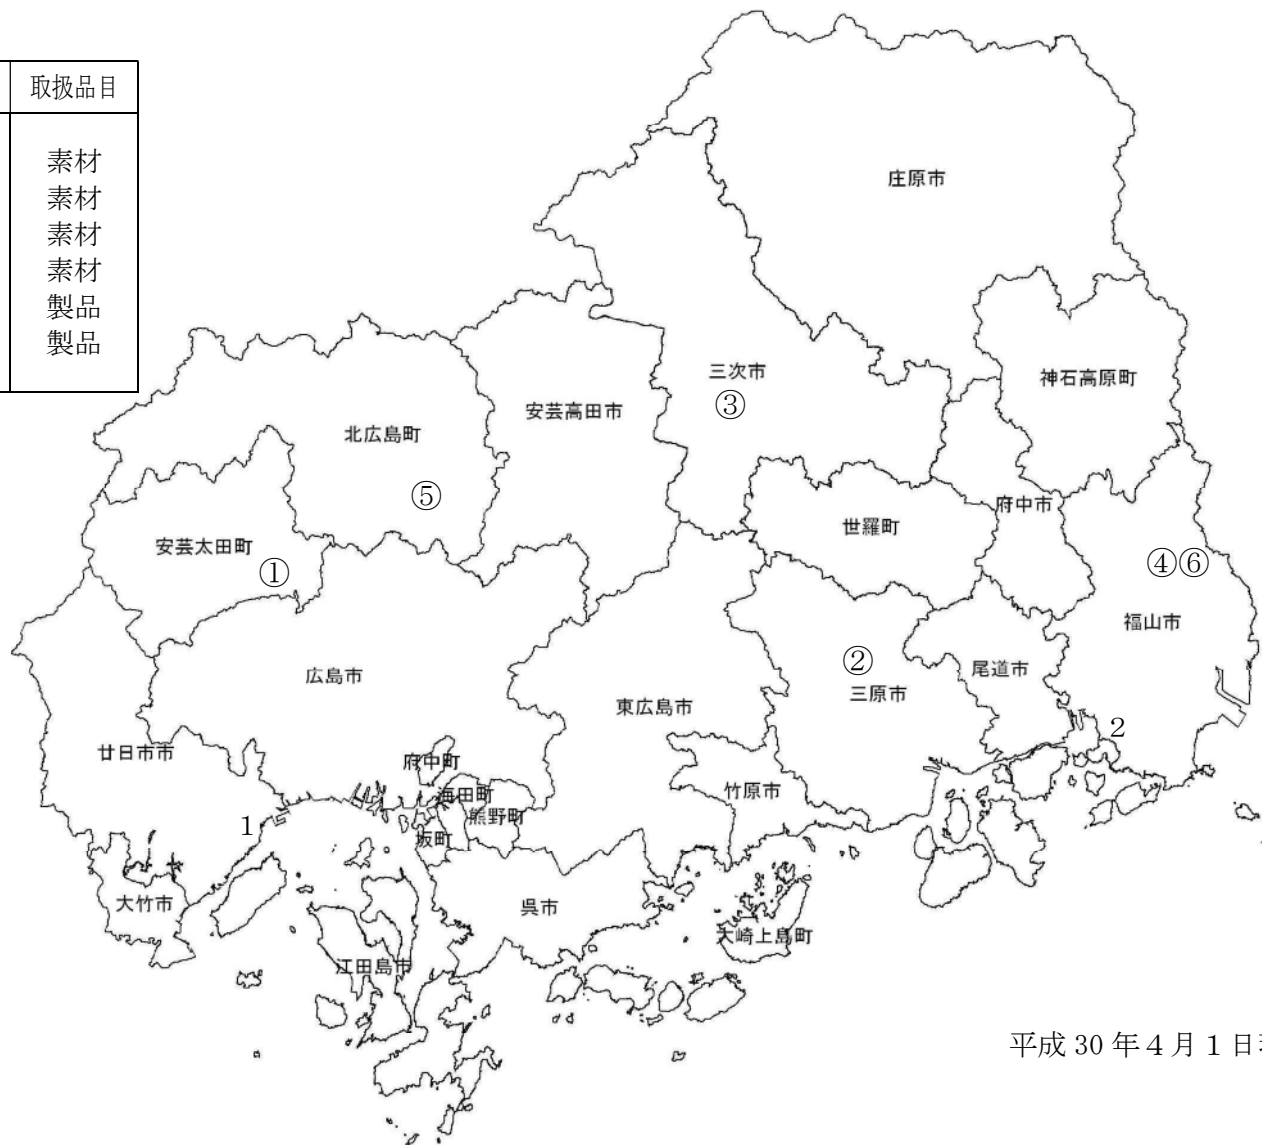 取扱品目
素材
素材
素材
素材
製品
製品
庄原市
神石高原町
三次市
③
安芸高田市
北広島町
⑤
府中市
世羅町
安芸太田町
①
④⑥
福山市
②
三原市
尾道市
広島市
東広島市
2
廿日市市
府中町
海田町
熊野町
坂町
竹原市
1
大竹市
呉市
大崎上島町
江田島市
平成 30 年 4 月 1 日